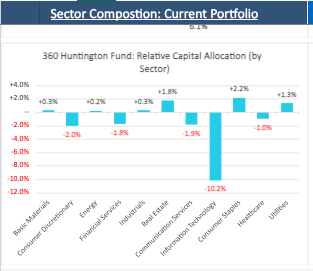 Sector Compostion: Current Portfolio
6.1%
360 Huntington Fund: Relative Capital Allocation (by
Sector)
+4.0%
+2.0%
--
-2.0%
-4.0%
-6.0%
-8.0%
-10.0%
-12.0%
+0.3%
-2.0%
+0.2%
-1.8%
+0.3%
+1.8%
-1.9%
-10.2%
+2.2%
-1.0%
+1.3%
Basic Materials
Consumer Discretionary
Energy
Financial Services
Industrials
Real Estate
Communication Services
Information Technology
Consumer Staples
Healthcare
Utilities